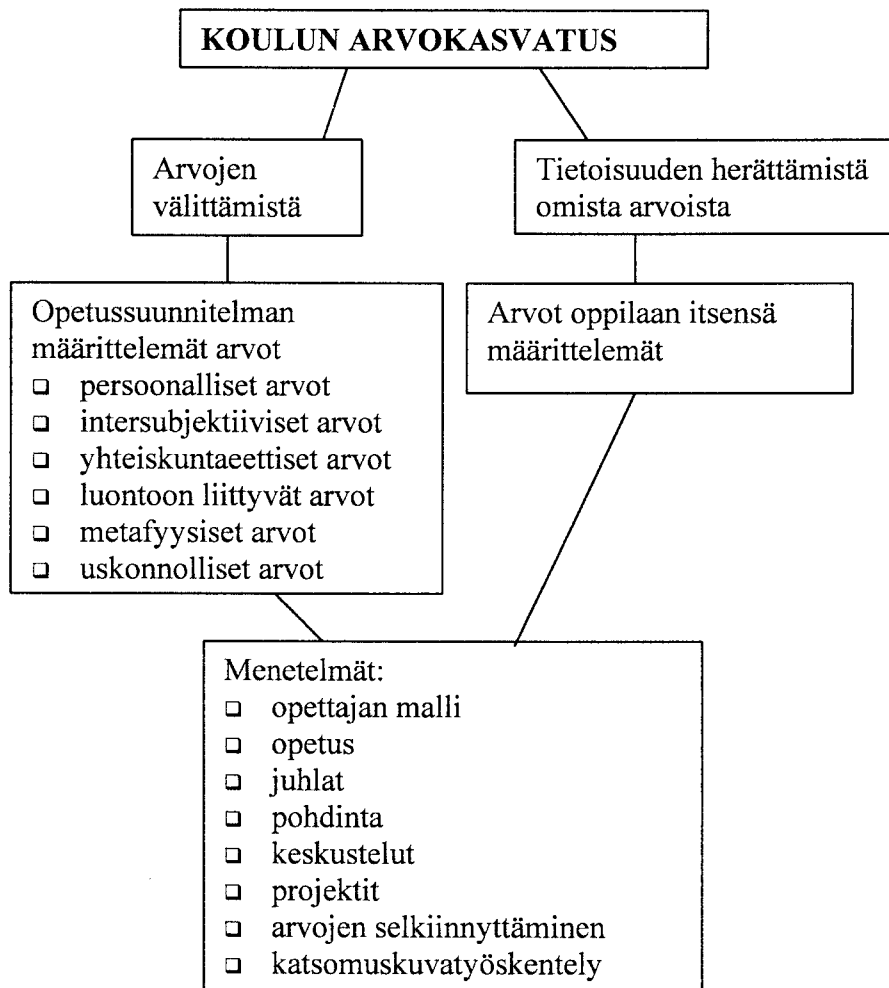 KOULUN ARVOKASVATUS
Arvojen
välittämistä
Tietoisuuden herättämistä
omista arvoista
Opetussuunnitelman
määrittelemät arvot
❑ persoonalliset arvot
❑ intersubjektiiviset arvot
❑ yhteiskuntaeettiset arvot
❑ luontoon liittyvät arvot
❑ metafyysiset arvot
❑ uskonnolliset arvot
Arvot oppilaan itsensä
määrittelemät
Menetelmät:
❑ opettajan malli
❑ opetus
❑ juhlat
❑ pohdinta
❑ keskustelut
❑ projektit
❑ arvojen selkiinnyttäminen
❑ katsomuskuvatyöskentely